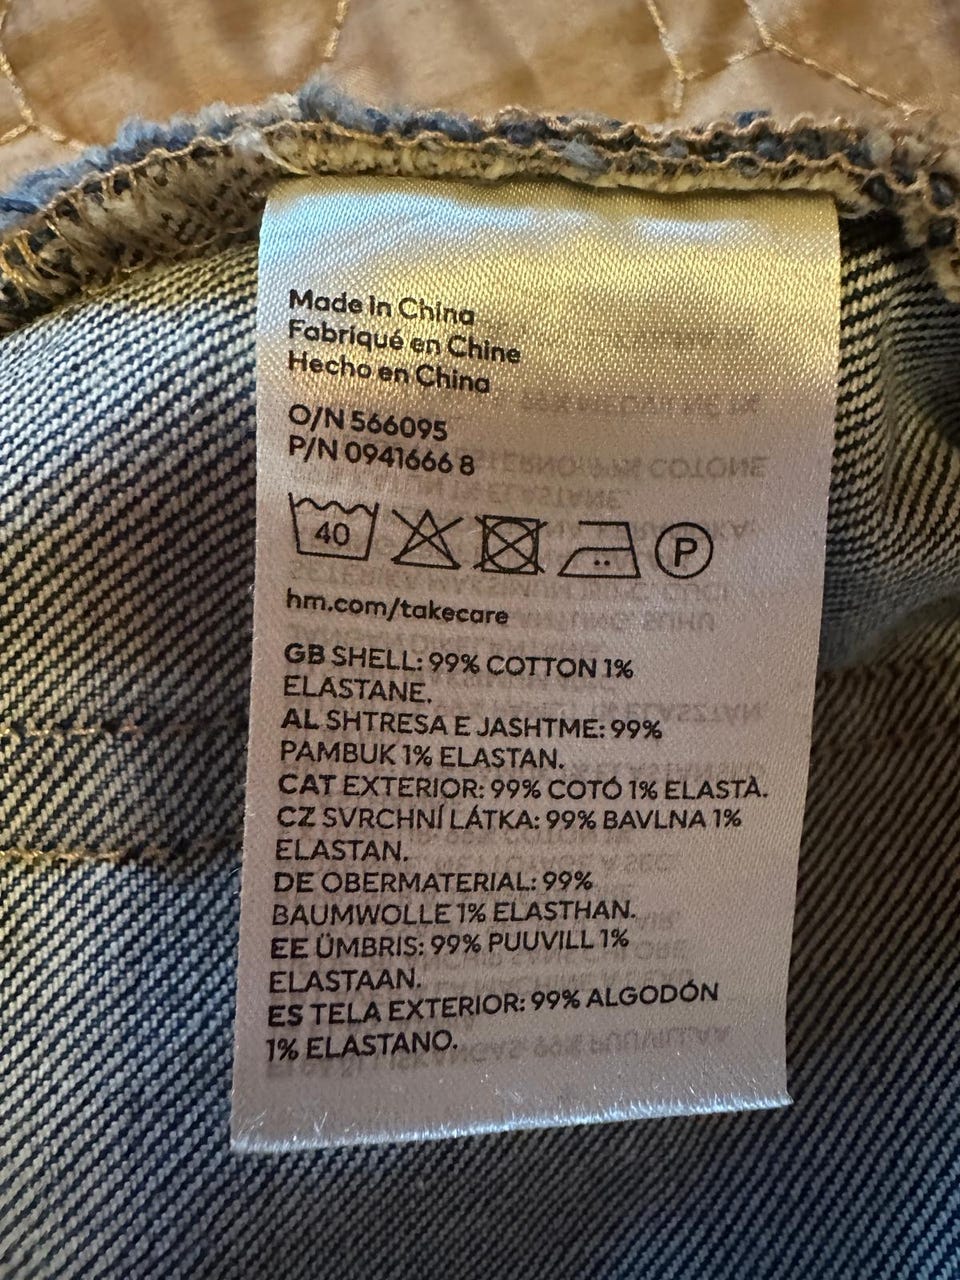 Made in China
Fabriqué en Chine
Hecho en China
O/N 566095
P/N 0941666 8
40
P
hm.com/takecare
GB SHELL: 99% COTTON 1%
ELASTANE.
AL SHTRESA E JASHTME: 99%
PAMBUK 1% ELASTAN.
CAT EXTERIOR: 99% COTÓ 1% ELASTÀ.
CZ SVRCHNÍ LÁTKA: 99% BAVLNA 1%
ELASTAN.
DE OBERMATERIAL: 99%
BAUMWOLLE 1% ELASTHAN.
EE ÜMBRIS: 99% PUUVILL 1%
ELASTAAN.
ES TELA EXTERIOR: 99% ALGODÓN
1% ELASTANO.